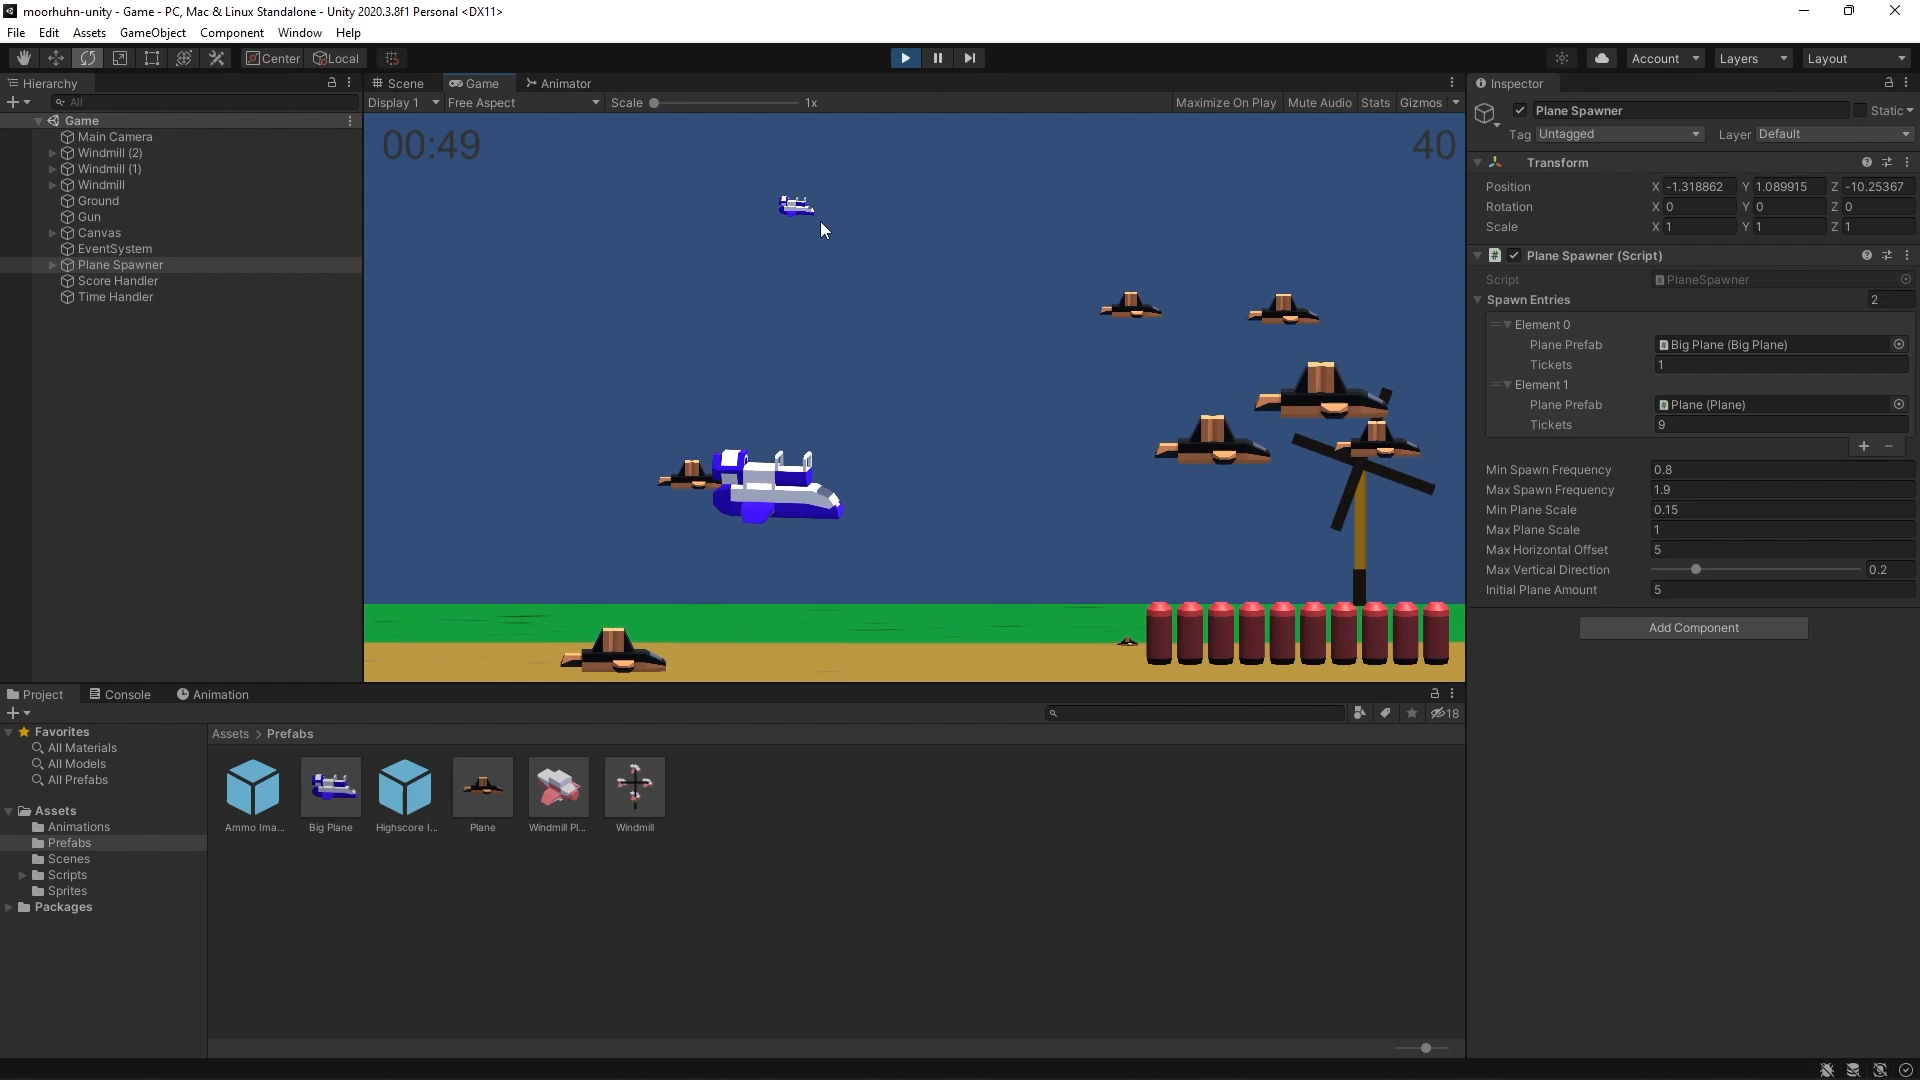 moorhuhn-unity - Game - PC, Mac & Linux Standalone - Unity 2020.3.8f1 Personal <DX11>
File Edit Assets GameObject Component Window Help
Center Local Account Layers Layout
Hierarchy
All
Game
Main Camera
Windmill (2)
Windmill (1)
Windmill
Ground
Gun
Canvas
EventSystem
Plane Spawner
Score Handler
Time Handler
Scene Game Animator
Display 1 Free Aspect Scale 1x Maximize On Play Mute Audio Stats Gizmos
00:49 40
Inspector
Plane Spawner Static
Tag Untagged Layer Default
Transform
Position X -1.318862 Y 1.089915 Z -10.25367
Rotation X 0 Y 0 Z 0
Scale X 1 Y 1 Z 1
Plane Spawner (Script)
Script PlaneSpawner
Spawn Entries 2
Element 0
Plane Prefab Big Plane (Big Plane)
Tickets 1
Element 1
Plane Prefab Plane (Plane)
Tickets 9
Min Spawn Frequency 0.8
Max Spawn Frequency 1.9
Min Plane Scale 0.15
Max Plane Scale 1
Max Horizontal Offset 5
Max Vertical Direction 0.2
Initial Plane Amount 5
Add Component
Project Console Animation
18
Favorites
All Materials
All Models
All Prefabs
Assets
Animations
Prefabs
Scenes
Scripts
Sprites
Packages
Assets > Prefabs
Ammo Ima... Big Plane Highscore I... Plane Windmill Pl... Windmill